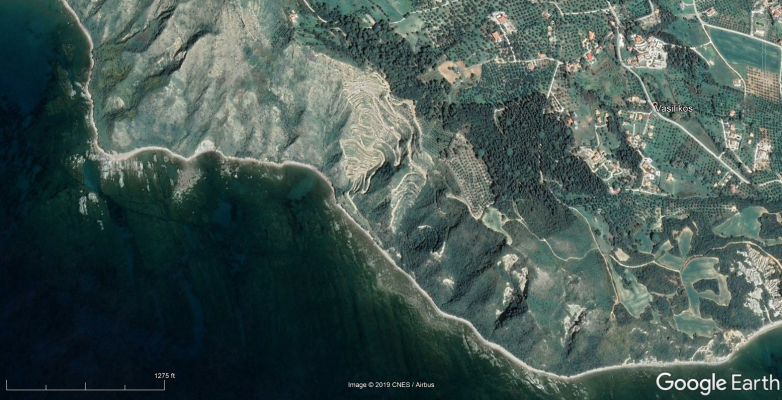 Vasilikos
1275 ft
Image © 2019 CNES / Airbus
Google Earth